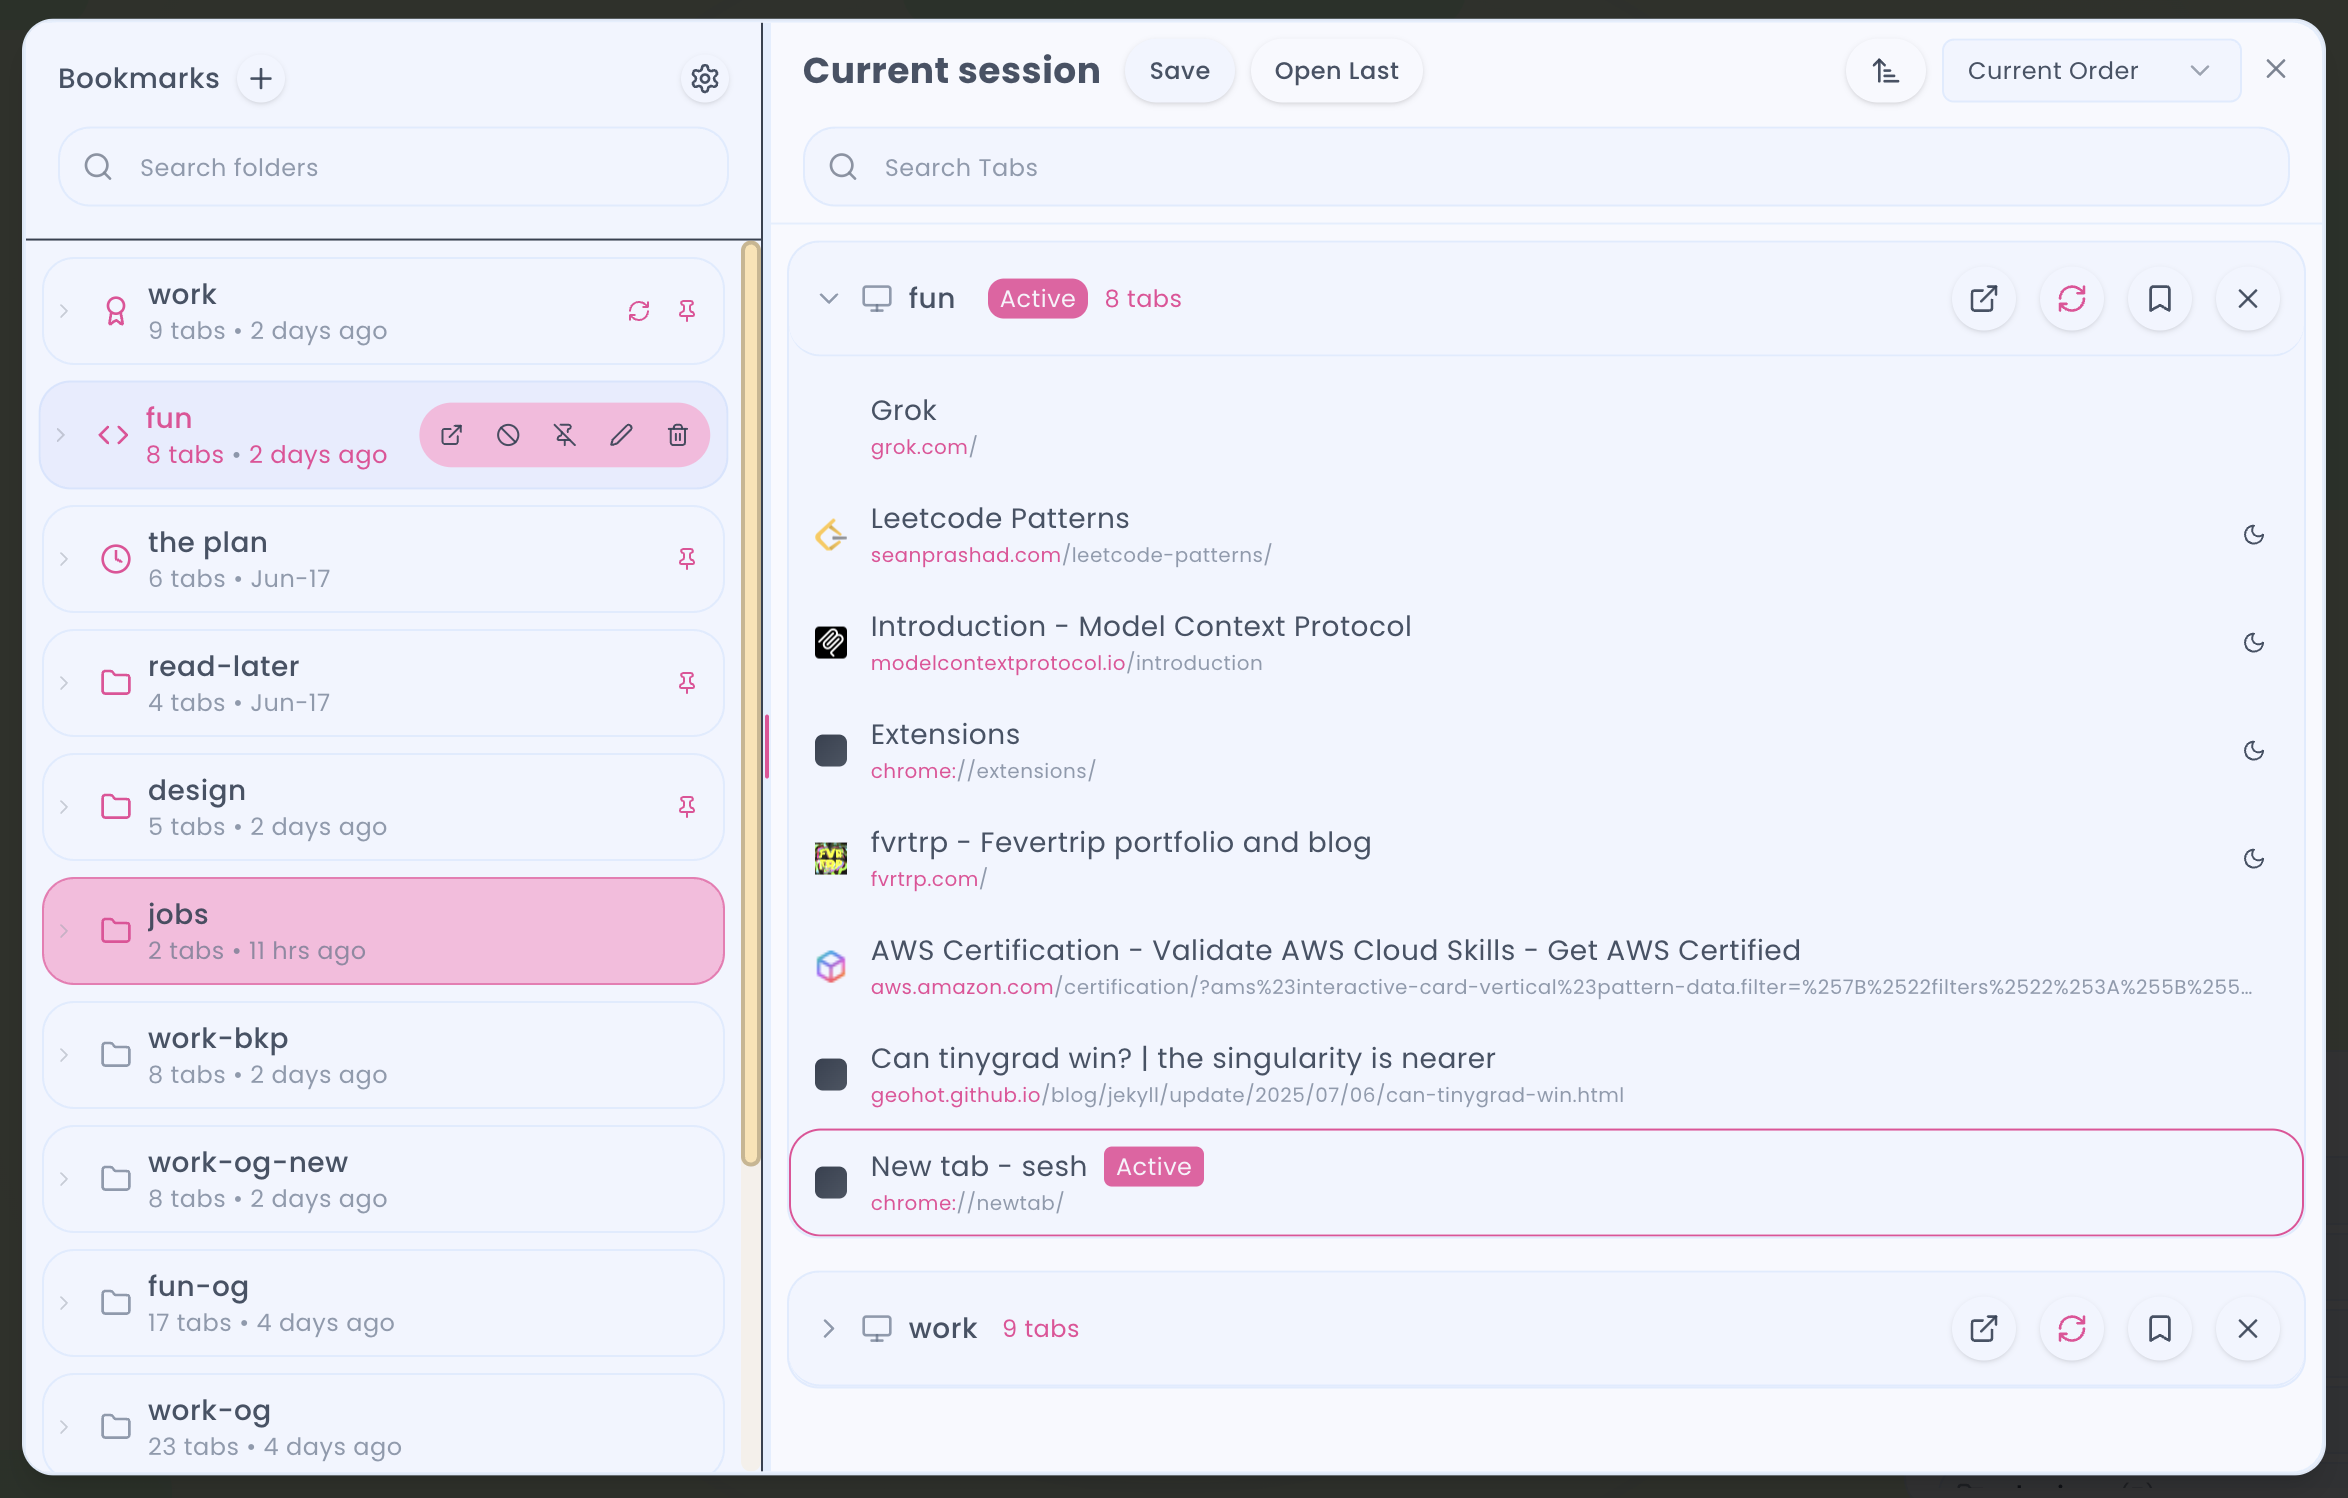 Bookmarks
Search folders
work
9 tabs • 2 days ago
fun
8 tabs • 2 days ago
the plan
6 tabs • Jun-17
read-later
4 tabs • Jun-17
design
5 tabs • 2 days ago
jobs
2 tabs • 11 hrs ago
work-bkp
8 tabs • 2 days ago
work-og-new
8 tabs • 2 days ago
fun-og
17 tabs • 4 days ago
work-og
23 tabs • 4 days ago
Current session Save Open Last Current Order
Search Tabs
fun Active 8 tabs
Grok
grok.com/
Leetcode Patterns
seanprashad.com/leetcode-patterns/
Introduction - Model Context Protocol
modelcontextprotocol.io/introduction
Extensions
chrome://extensions/
fvrtrp - Fevertrip portfolio and blog
fvrtrp.com/
AWS Certification - Validate AWS Cloud Skills - Get AWS Certified
aws.amazon.com/certification/?ams%23interactive-card-vertical%23pattern-data.filter=%257B%2522filters%2522%253A%255B%255...
Can tinygrad win? | the singularity is nearer
geohot.github.io/blog/jekyll/update/2025/07/06/can-tinygrad-win.html
New tab - sesh Active
chrome://newtab/
work 9 tabs